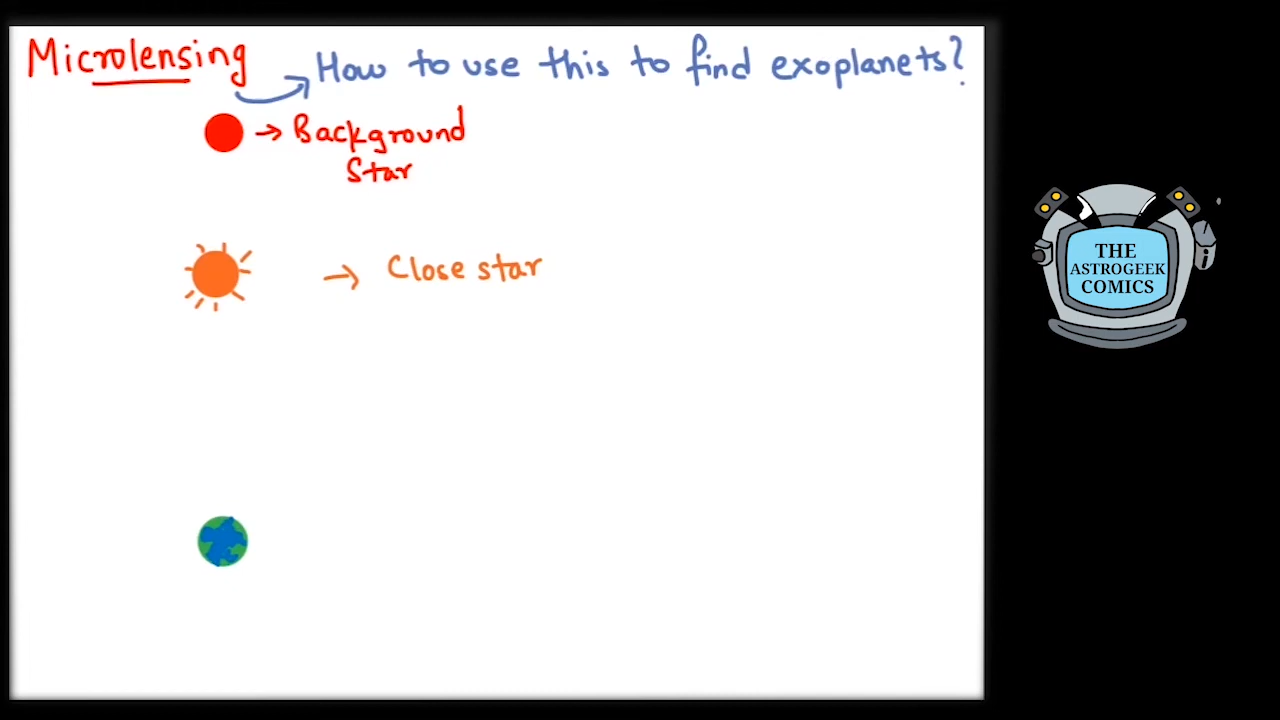 Microlensing
How to use this to find exoplanets?
→ Background
Star
→ Close star
THE
ASTROGEEK
COMICS